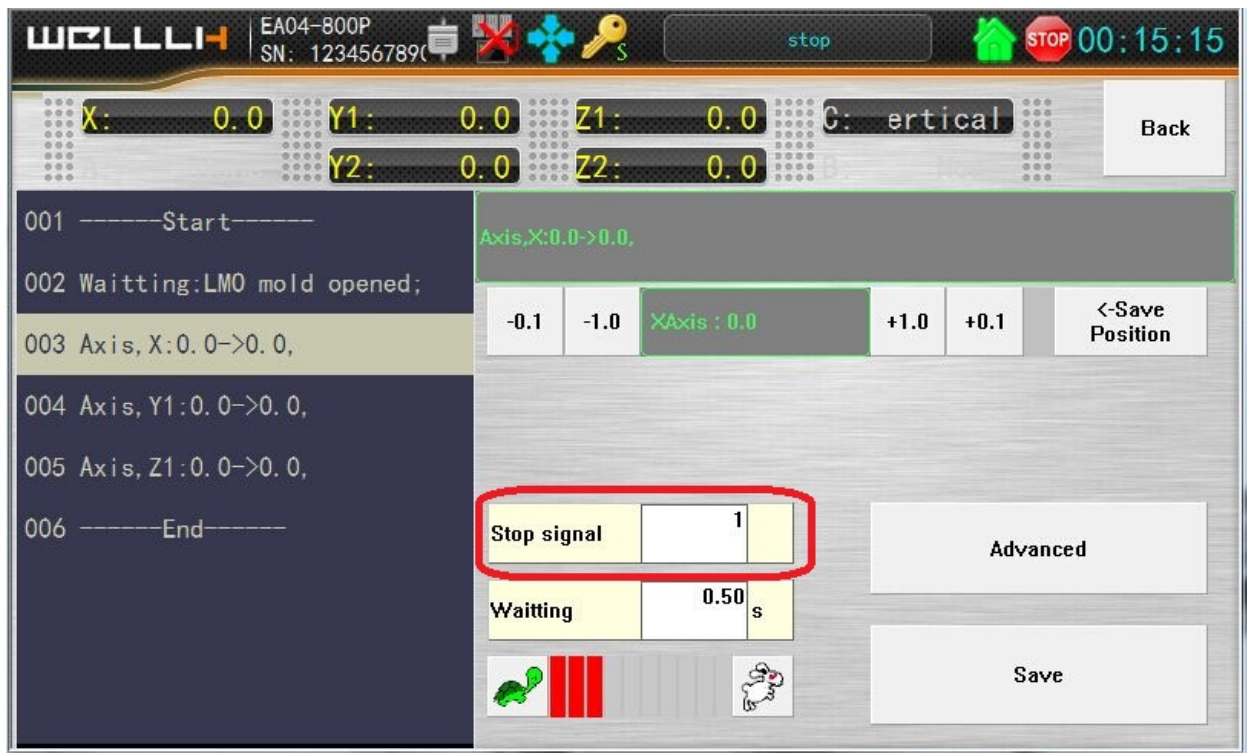 WELLLIH
EA04-800P
SN: 123456789(
S
stop
STOP
00:15:15
X: 0.0
Y1: 0.0
Z1: 0.0
C: ertical
Back
Y2: 0.0
Z2: 0.0
001 ------Start------
002 Waitting:LMO mold opened;
003 Axis,X:0.0->0.0,
004 Axis,Y1:0.0->0.0,
005 Axis,Z1:0.0->0.0,
006 ------End------
Axis,X:0.0->0.0,
-0.1
-1.0
XAxis : 0.0
+1.0
+0.1
<-Save
Position
Stop signal 1
Advanced
Waitting 0.50 s
Save